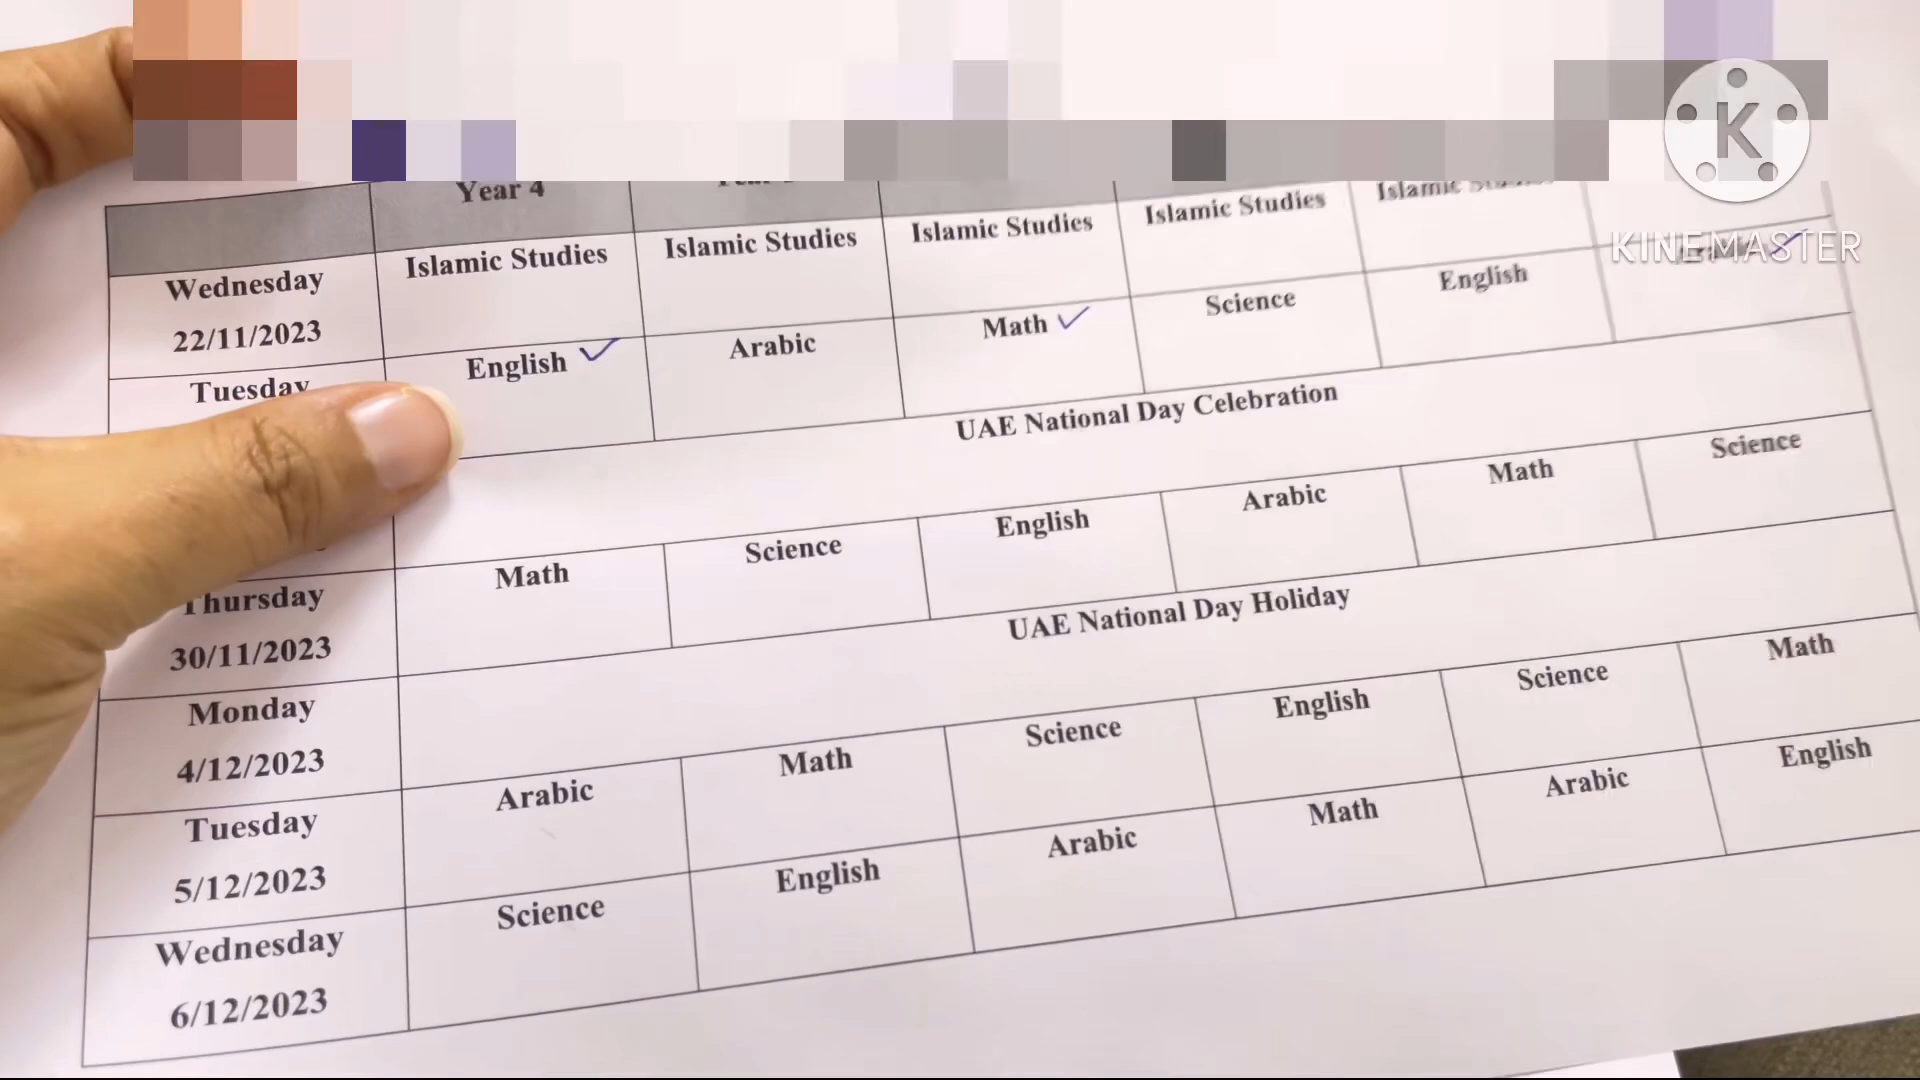 K
KINEMASTER
Year 4
Islamic Studies Islamic Studies Islamic Studies Islamic Studies Islamic
Wednesday
22/11/2023
Tuesday
English Arabic Math Science English
UAE National Day Celebration
Thursday
30/11/2023
Math Science English Arabic Math Science
Monday
4/12/2023
UAE National Day Holiday
Tuesday
5/12/2023
Arabic Math Science English Science Math
Wednesday
6/12/2023
Science English Arabic Math Arabic English